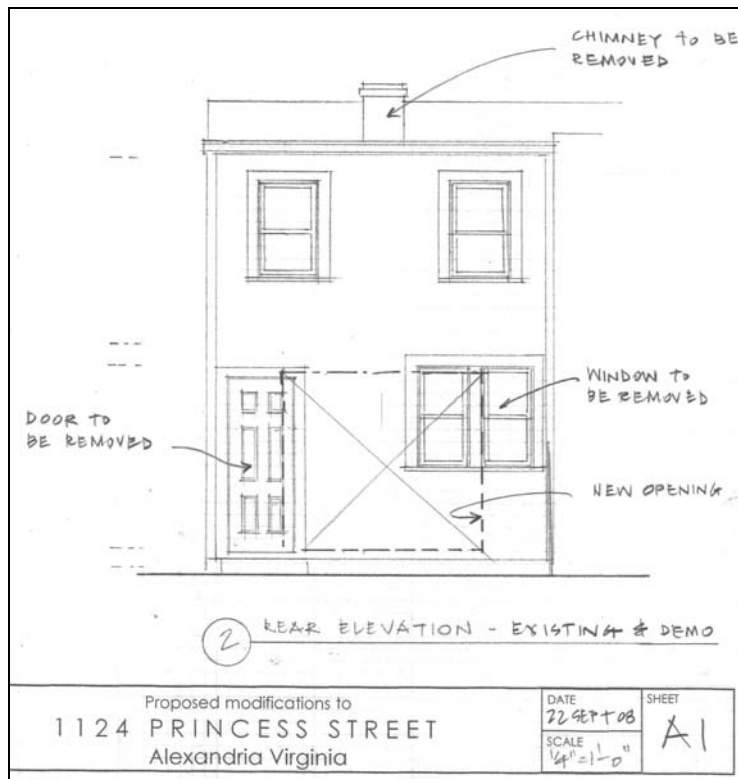 CHIMNEY TO BE
REMOVED
WINDOW TO
BE REMOVED
DOOR TO
BE REMOVED
NEW OPENING
2 REAR ELEVATION - EXISTING & DEMO
Proposed modifications to
1124 PRINCESS STREET
Alexandria Virginia
DATE
22 SEPT 08
SCALE
1/4"=1'-0"
SHEET
A1